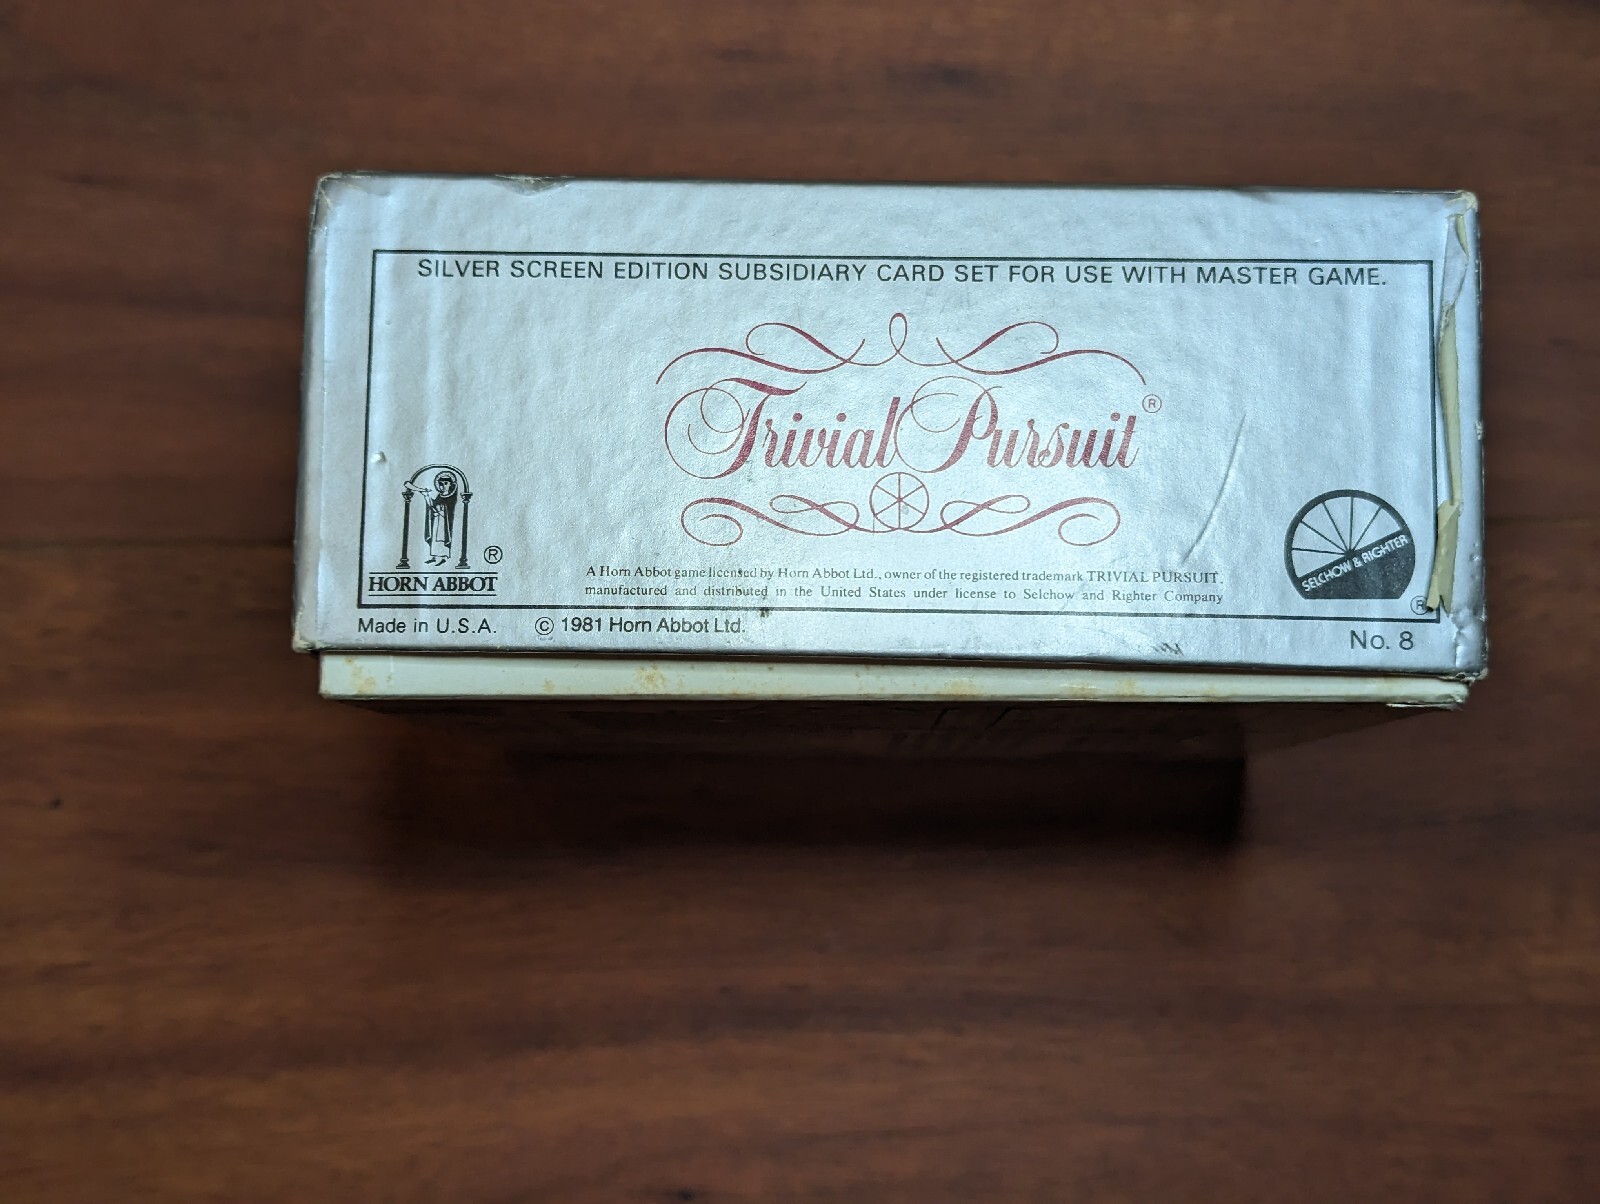 SILVER SCREEN EDITION SUBSIDIARY CARD SET FOR USE WITH MASTER GAME.
Trivial Pursuit®
®
HORN ABBOT
A Horn Abbot game licensed by Horn Abbot Ltd., owner of the registered trademark TRIVIAL PURSUIT,
manufactured and distributed in the United States under license to Selchow and Righter Company
SELCHOW & RIGHTER
®
Made in U.S.A. © 1981 Horn Abbot Ltd. No. 8